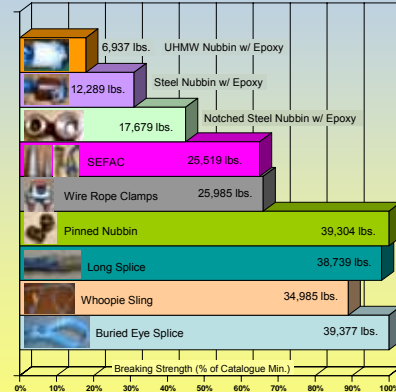 6,937 lbs. UHMW Nubbin w/ Epoxy
12,289 lbs. Steel Nubbin w/ Epoxy
17,679 lbs. Notched Steel Nubbin w/ Epoxy
SEFAC 25,519 lbs.
Wire Rope Clamps 25,985 lbs.
Pinned Nubbin 39,304 lbs.
Long Splice 38,739 lbs.
Whoopie Sling 34,985 lbs.
Buried Eye Splice 39,377 lbs.
Breaking Strength (% of Catalogue Min.)
0% 10% 20% 30% 40% 50% 60% 70% 80% 90% 100%